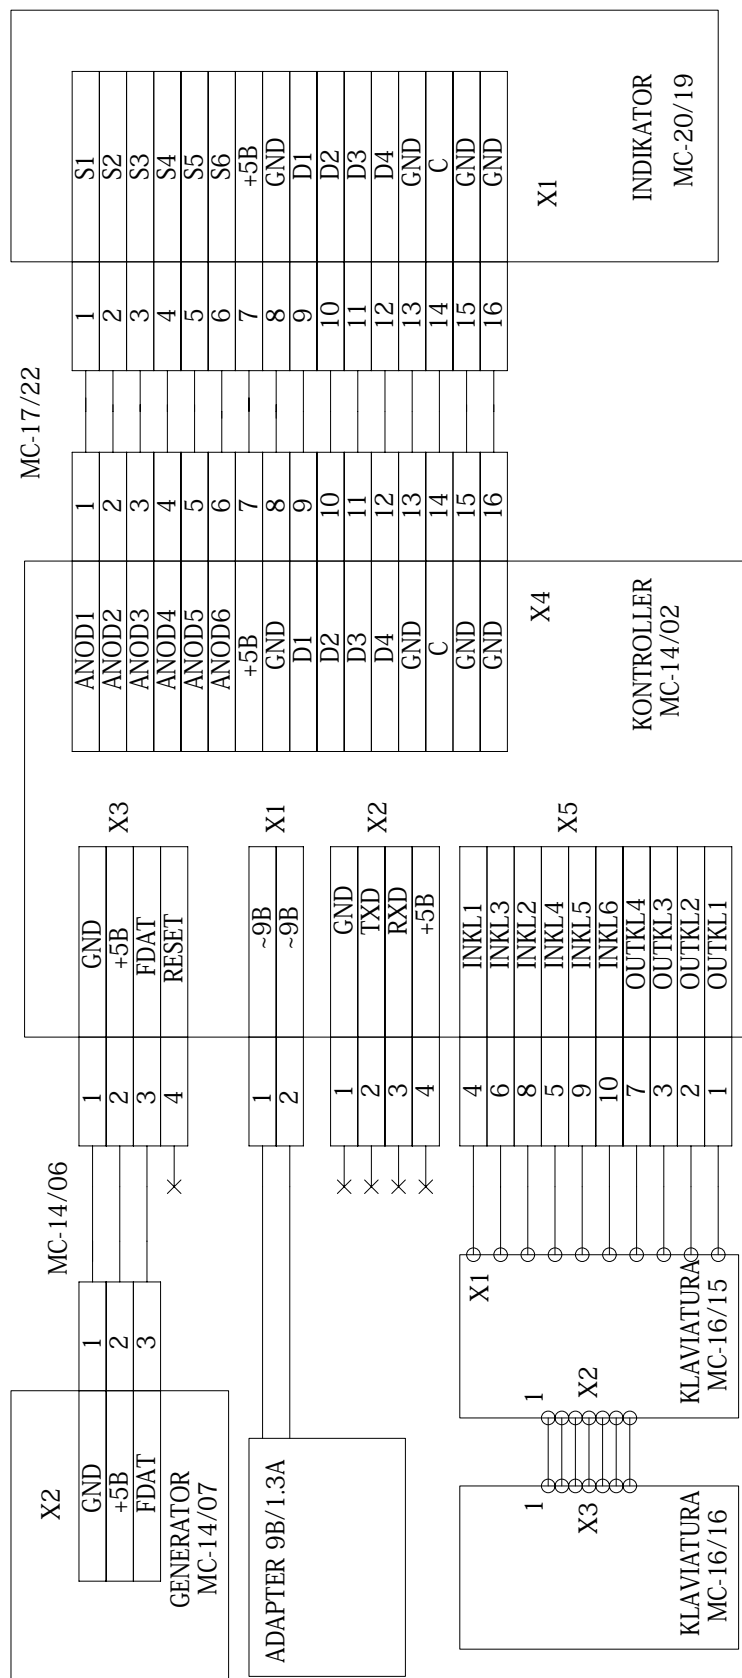 X2
GND
+5B
FDAT
GENERATOR
MC-14/07
1
2
3
MC-14/06
1
2
3
4
GND
+5B
FDAT
RESET
X3
ADAPTER 9B/1.3A
1
2
~9B
~9B
X1
1
2
3
4
GND
TXD
RXD
+5B
X2
KLAVIATURA
MC-16/16
1
X3
1
X2
X1
KLAVIATURA
MC-16/15
4
6
8
5
9
10
7
3
2
1
INKL1
INKL3
INKL2
INKL4
INKL5
INKL6
OUTKL4
OUTKL3
OUTKL2
OUTKL1
X5
KONTROLLER
MC-14/02
X4
ANOD1
ANOD2
ANOD3
ANOD4
ANOD5
ANOD6
+5B
GND
D1
D2
D3
D4
GND
C
GND
GND
1
2
3
4
5
6
7
8
9
10
11
12
13
14
15
16
MC-17/22
1
2
3
4
5
6
7
8
9
10
11
12
13
14
15
16
S1
S2
S3
S4
S5
S6
+5B
GND
D1
D2
D3
D4
GND
C
GND
GND
X1
INDIKATOR
MC-20/19